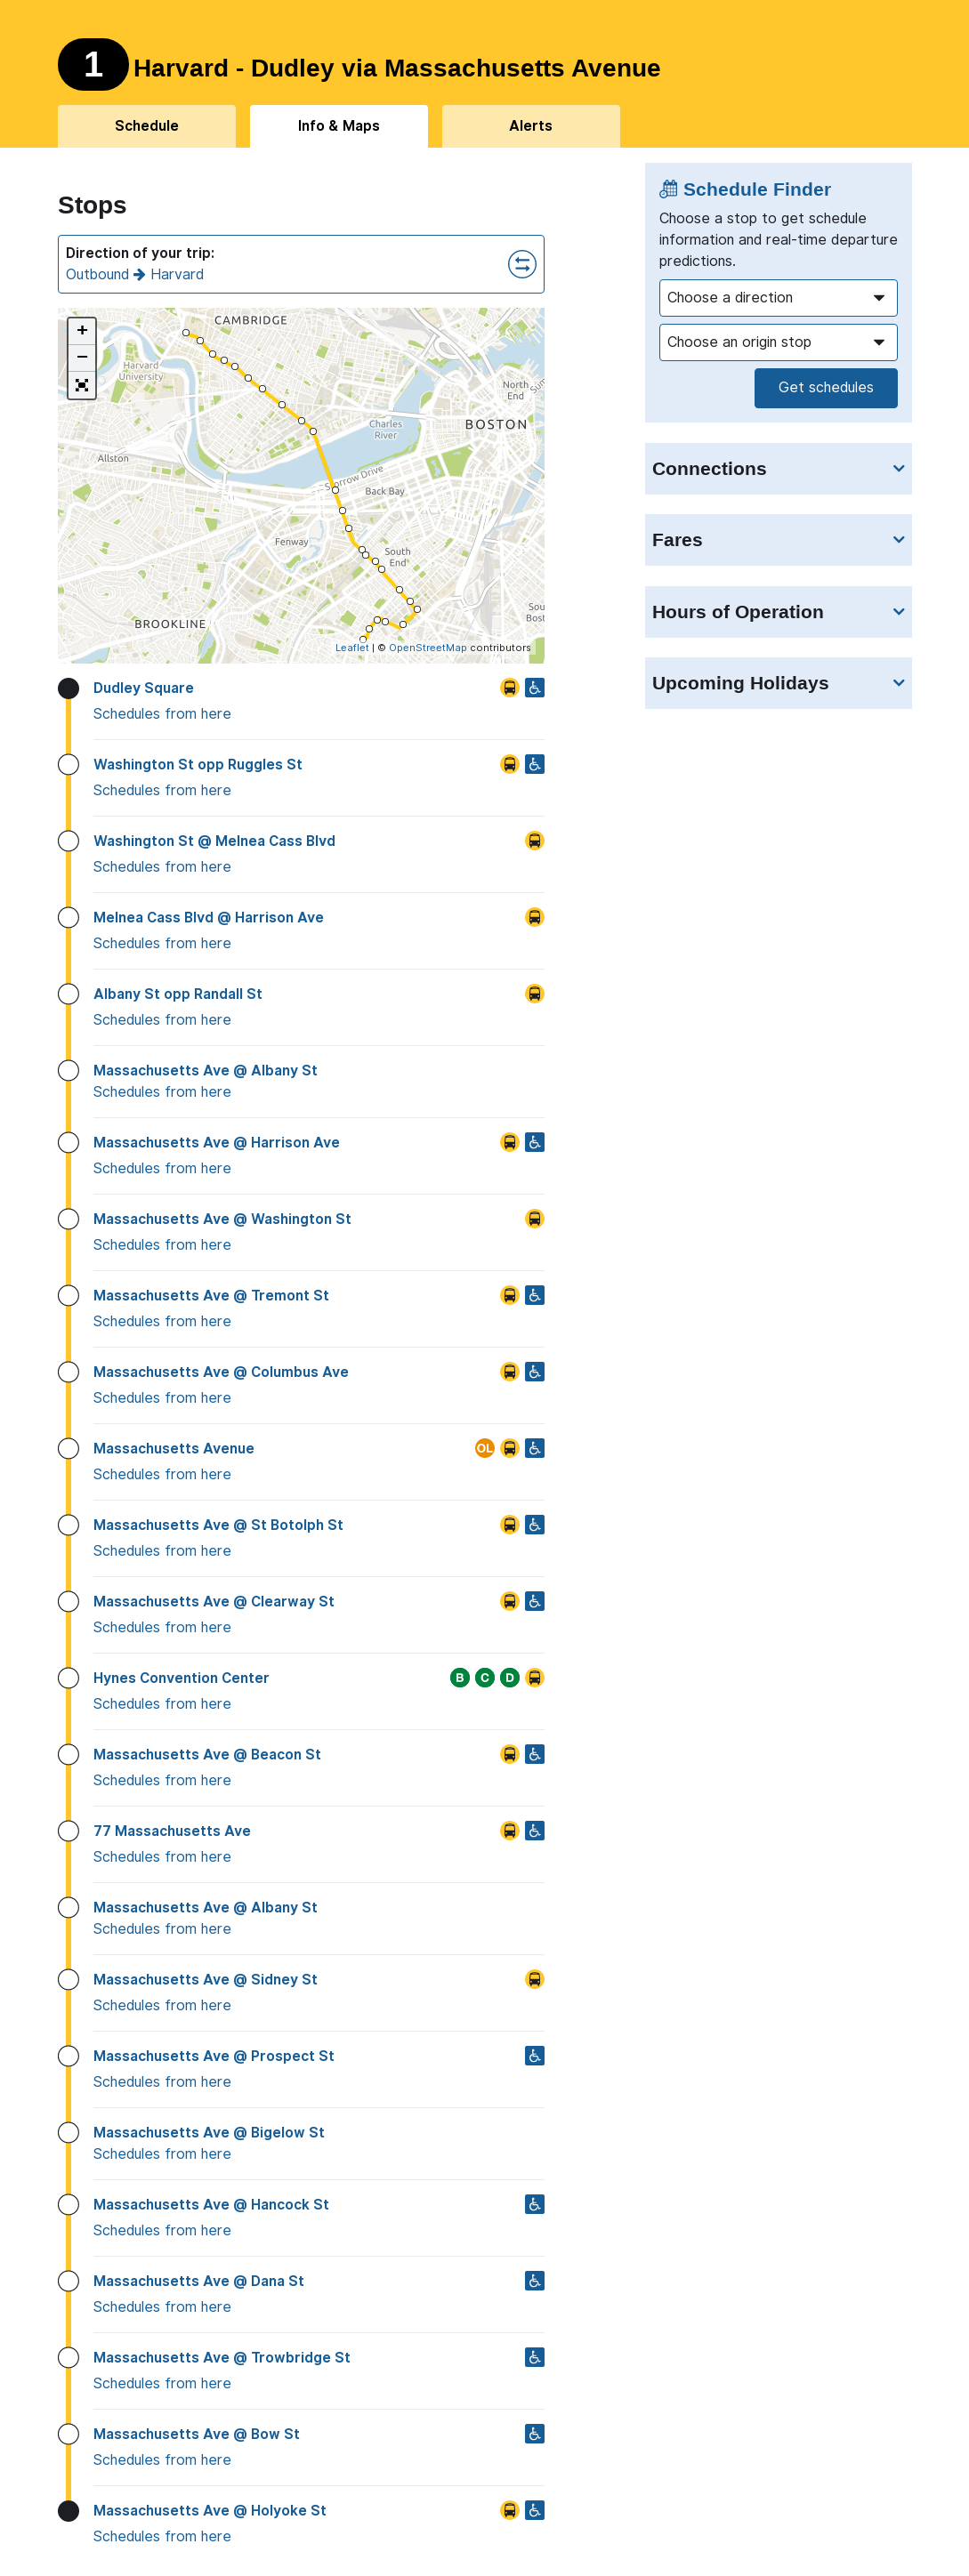 1 Harvard - Dudley via Massachusetts Avenue
Schedule
Info & Maps
Alerts
Stops
Direction of your trip:
Outbound → Harvard
+
−
CAMBRIDGE
Harvard
University
North
End
BOSTON
Charles
River
Allston
Storrow Drive
Back Bay
Fenway
South
End
BROOKLINE
Leaflet | © OpenStreetMap contributors
Dudley Square
Schedules from here
Washington St opp Ruggles St
Schedules from here
Washington St @ Melnea Cass Blvd
Schedules from here
Melnea Cass Blvd @ Harrison Ave
Schedules from here
Albany St opp Randall St
Schedules from here
Massachusetts Ave @ Albany St
Schedules from here
Massachusetts Ave @ Harrison Ave
Schedules from here
Massachusetts Ave @ Washington St
Schedules from here
Massachusetts Ave @ Tremont St
Schedules from here
Massachusetts Ave @ Columbus Ave
Schedules from here
Massachusetts Avenue OL
Schedules from here
Massachusetts Ave @ St Botolph St
Schedules from here
Massachusetts Ave @ Clearway St
Schedules from here
Hynes Convention Center B C D
Schedules from here
Massachusetts Ave @ Beacon St
Schedules from here
77 Massachusetts Ave
Schedules from here
Massachusetts Ave @ Albany St
Schedules from here
Massachusetts Ave @ Sidney St
Schedules from here
Massachusetts Ave @ Prospect St
Schedules from here
Massachusetts Ave @ Bigelow St
Schedules from here
Massachusetts Ave @ Hancock St
Schedules from here
Massachusetts Ave @ Dana St
Schedules from here
Massachusetts Ave @ Trowbridge St
Schedules from here
Massachusetts Ave @ Bow St
Schedules from here
Massachusetts Ave @ Holyoke St
Schedules from here
Schedule Finder
Choose a stop to get schedule
information and real-time departure
predictions.
Choose a direction
Choose an origin stop
Get schedules
Connections
Fares
Hours of Operation
Upcoming Holidays